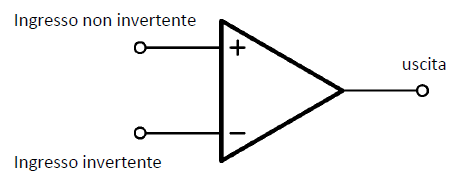 Ingresso non invertente
+
uscita
−
Ingresso invertente